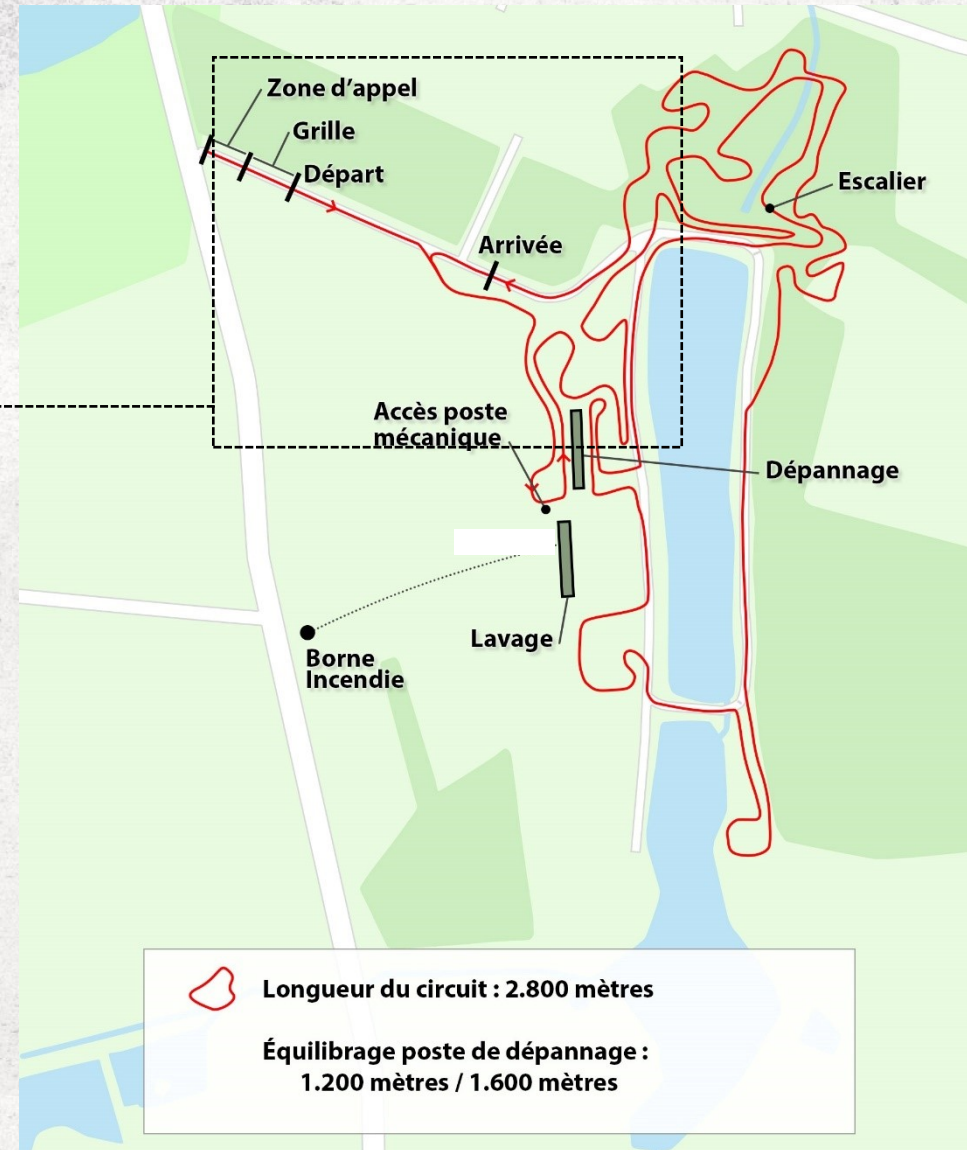 Zone d'appel
Grille
Départ
Escalier
Arrivée
Accès poste
mécanique
Dépannage
Lavage
Borne
Incendie
Longueur du circuit : 2.800 mètres
Équilibrage poste de dépannage :
1.200 mètres / 1.600 mètres